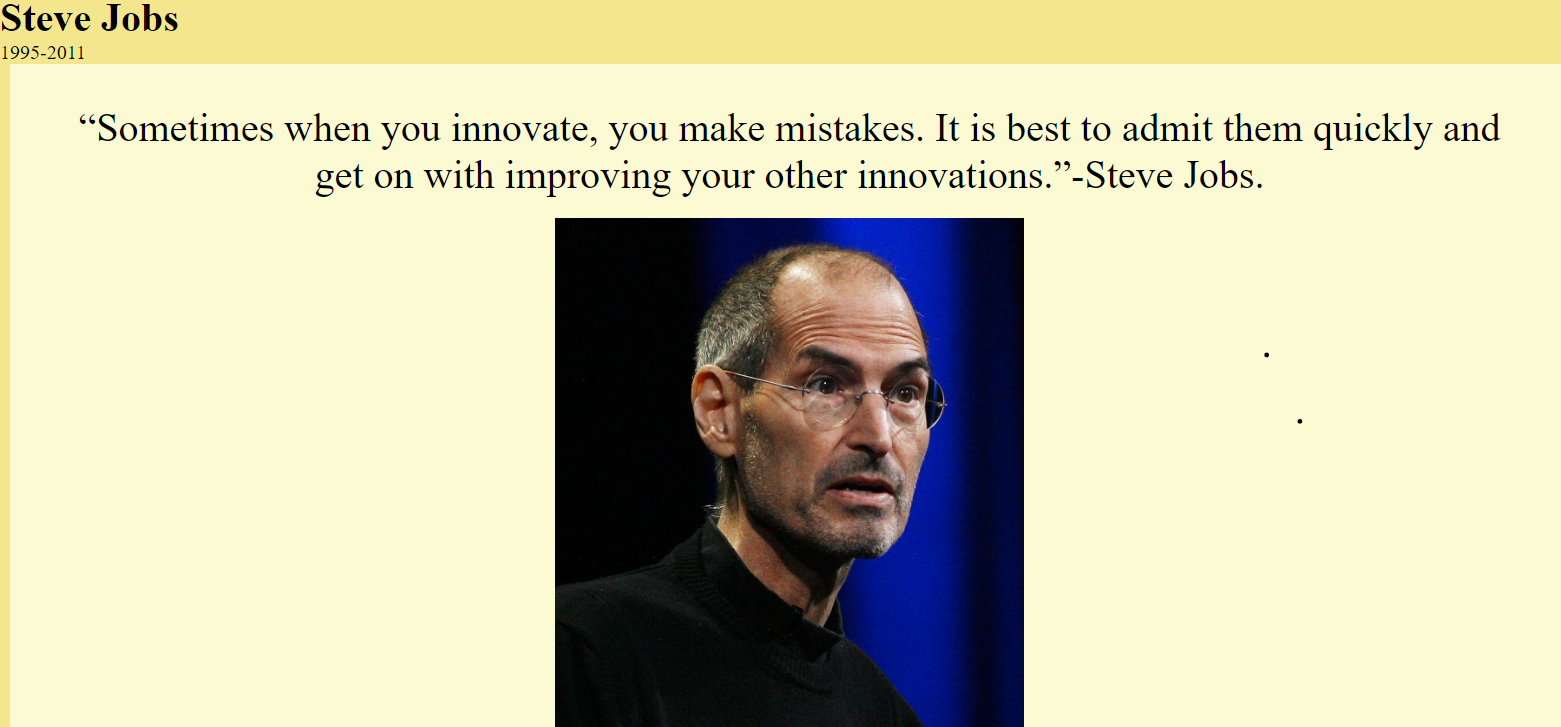 Steve Jobs
1995-2011
“Sometimes when you innovate, you make mistakes. It is best to admit them quickly and
get on with improving your other innovations.”-Steve Jobs.